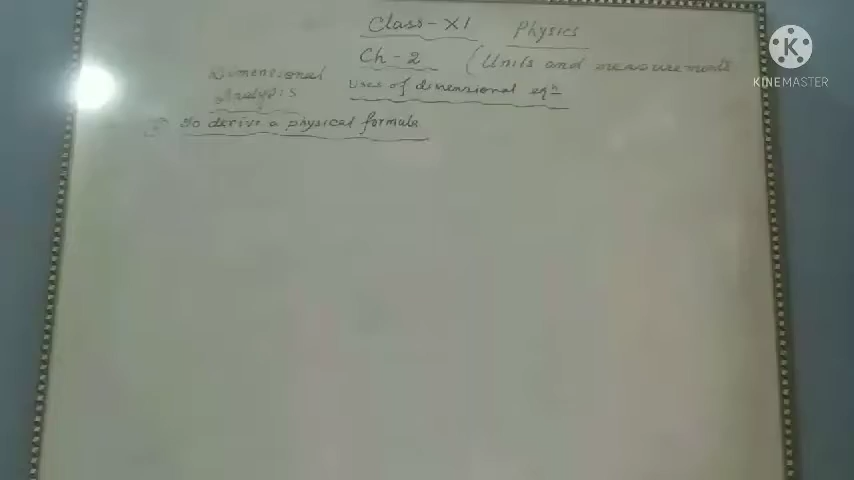 Class-XI Physics
Ch-2 (Units and measurements
Dimensional
Analysis
Uses of dimensional eqn
To derive a physical formula
KINEMASTER